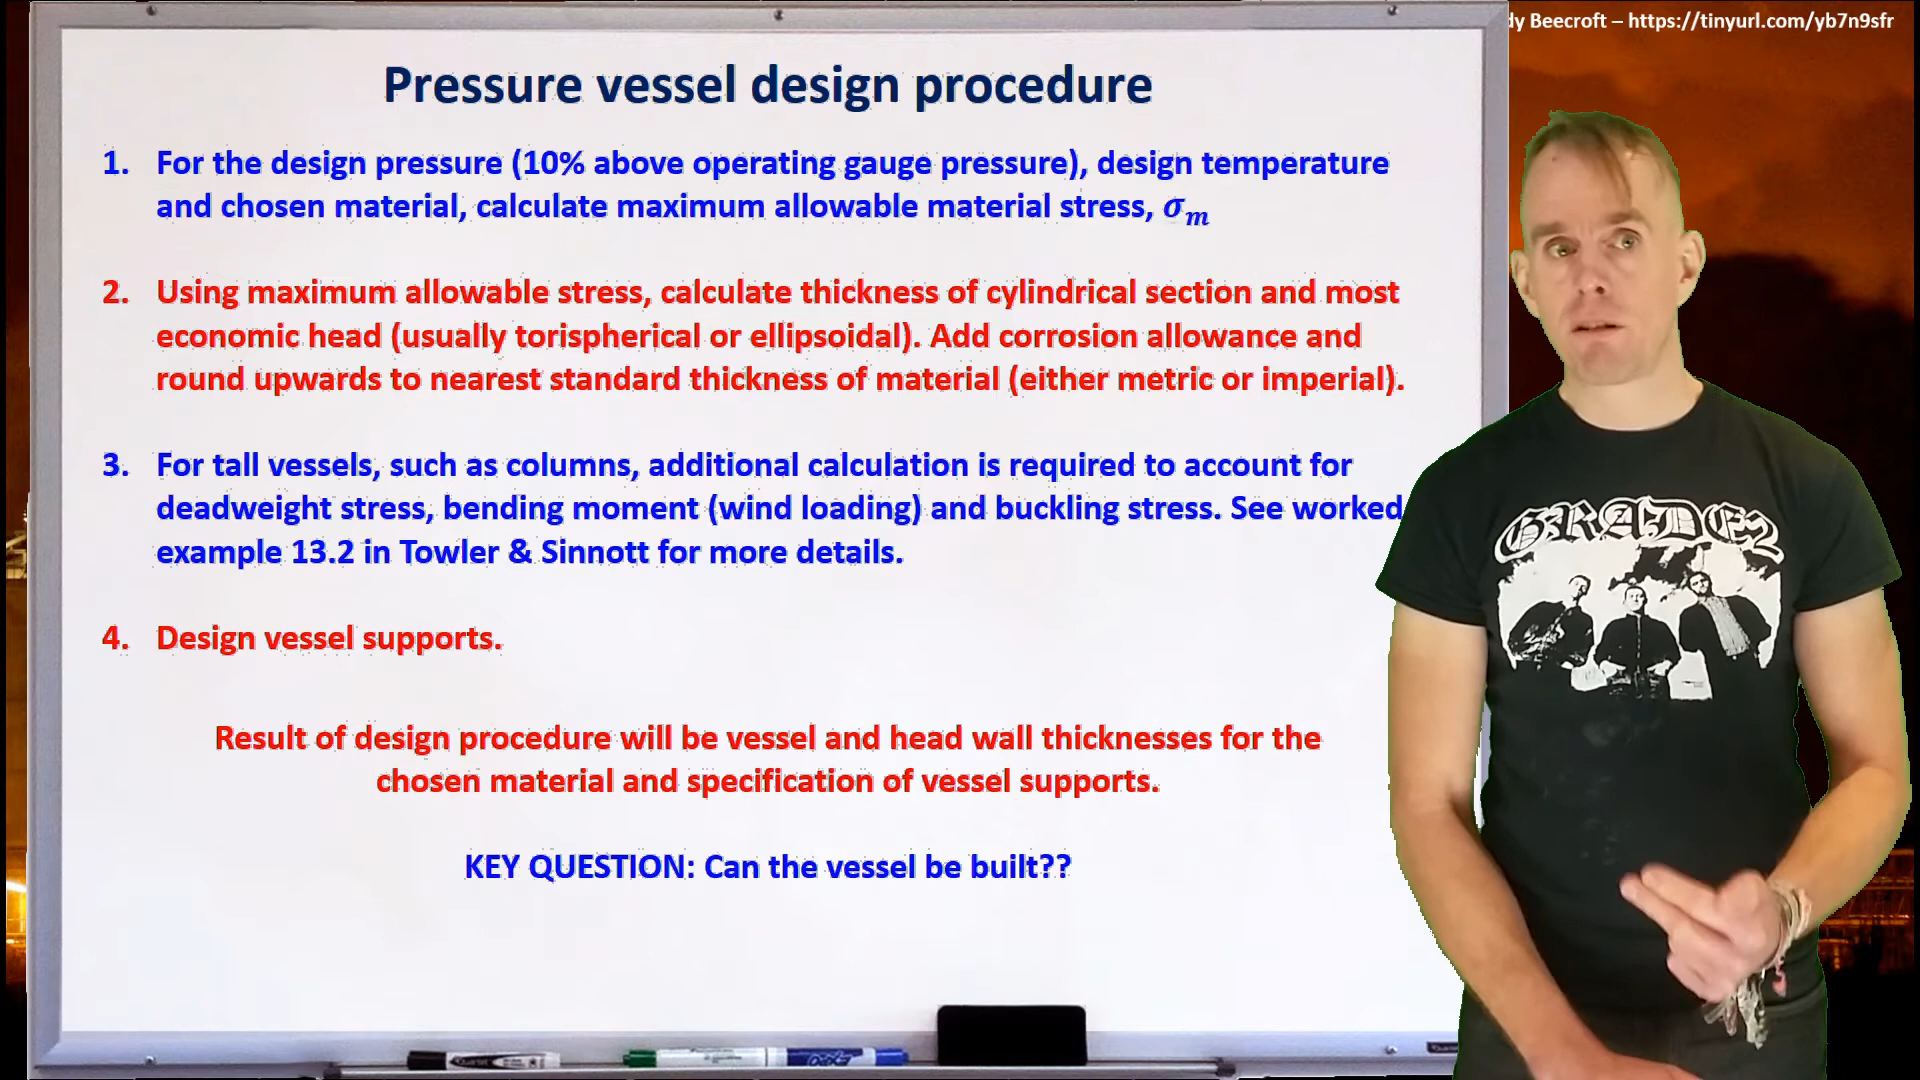 dy Beecroft – https://tinyurl.com/yb7n9sfr
Pressure vessel design procedure
1. For the design pressure (10% above operating gauge pressure), design temperature
and chosen material, calculate maximum allowable material stress, σₘ
2. Using maximum allowable stress, calculate thickness of cylindrical section and most
economic head (usually torispherical or ellipsoidal). Add corrosion allowance and
round upwards to nearest standard thickness of material (either metric or imperial).
3. For tall vessels, such as columns, additional calculation is required to account for
deadweight stress, bending moment (wind loading) and buckling stress. See worked
example 13.2 in Towler & Sinnott for more details.
4. Design vessel supports.
Result of design procedure will be vessel and head wall thicknesses for the
chosen material and specification of vessel supports.
KEY QUESTION: Can the vessel be built??
GRADE 2